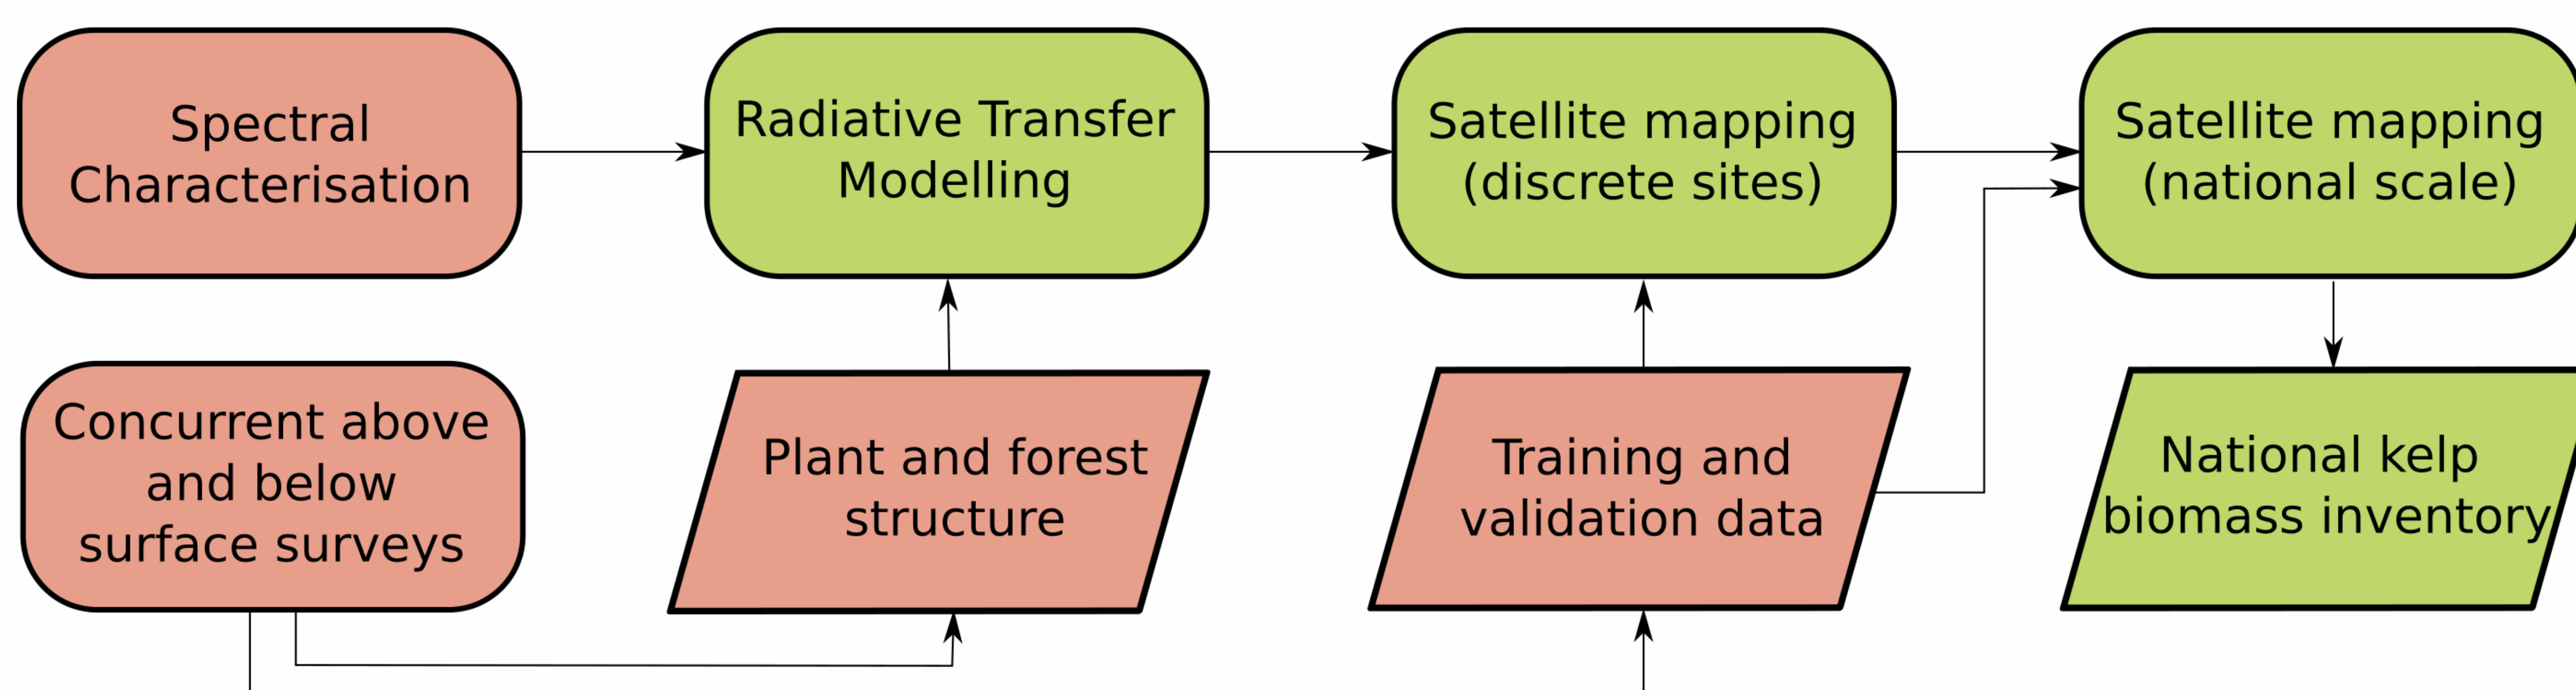 Spectral
Characterisation
Radiative Transfer
Modelling
Satellite mapping
(discrete sites)
Satellite mapping
(national scale)
Concurrent above
and below
surface surveys
Plant and forest
structure
Training and
validation data
National kelp
biomass inventory